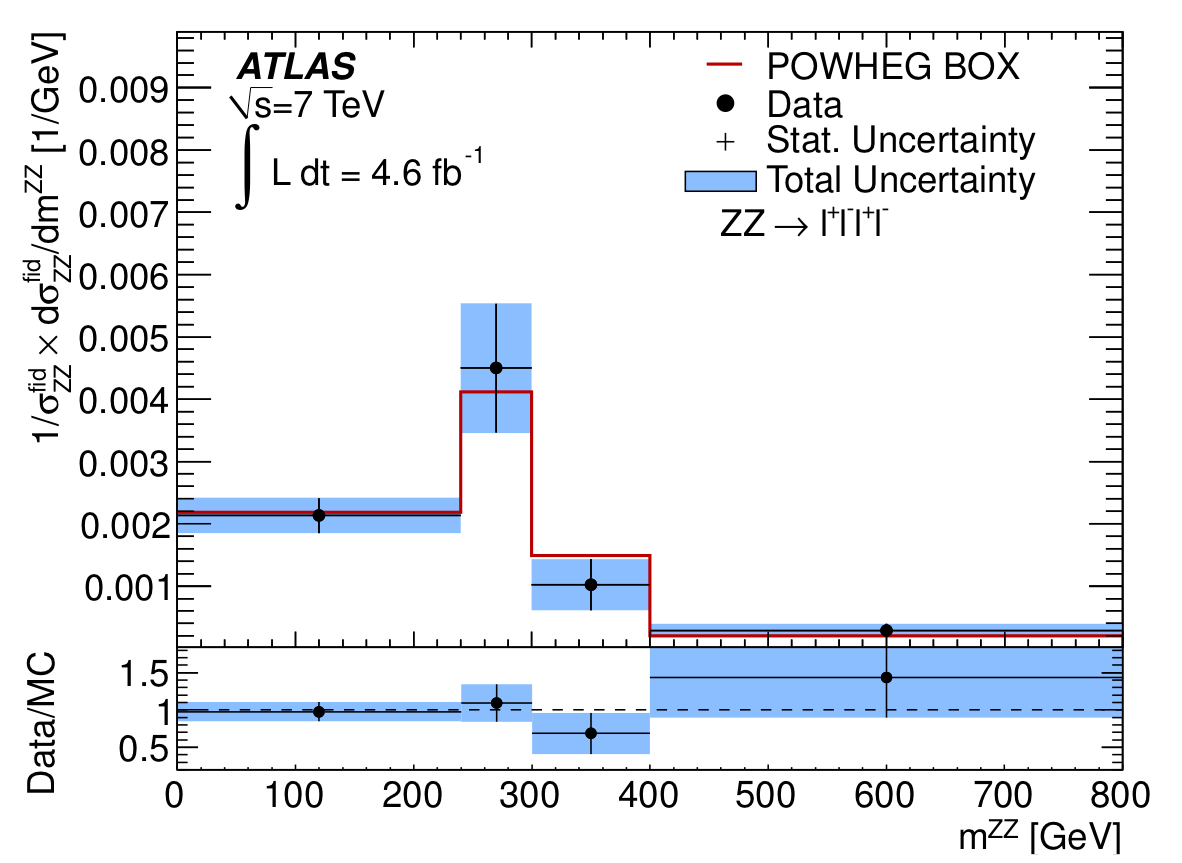 ATLAS
√s=7 TeV
∫ L dt = 4.6 fb⁻¹
POWHEG BOX
Data
Stat. Uncertainty
Total Uncertainty
ZZ → l⁺l⁻l⁺l⁻
1/σ_ZZ^fid × dσ_ZZ^fid/dm^ZZ [1/GeV]
0.009
0.008
0.007
0.006
0.005
0.004
0.003
0.002
0.001
Data/MC
1.5
1
0.5
0 100 200 300 400 500 600 700 800
m^ZZ [GeV]